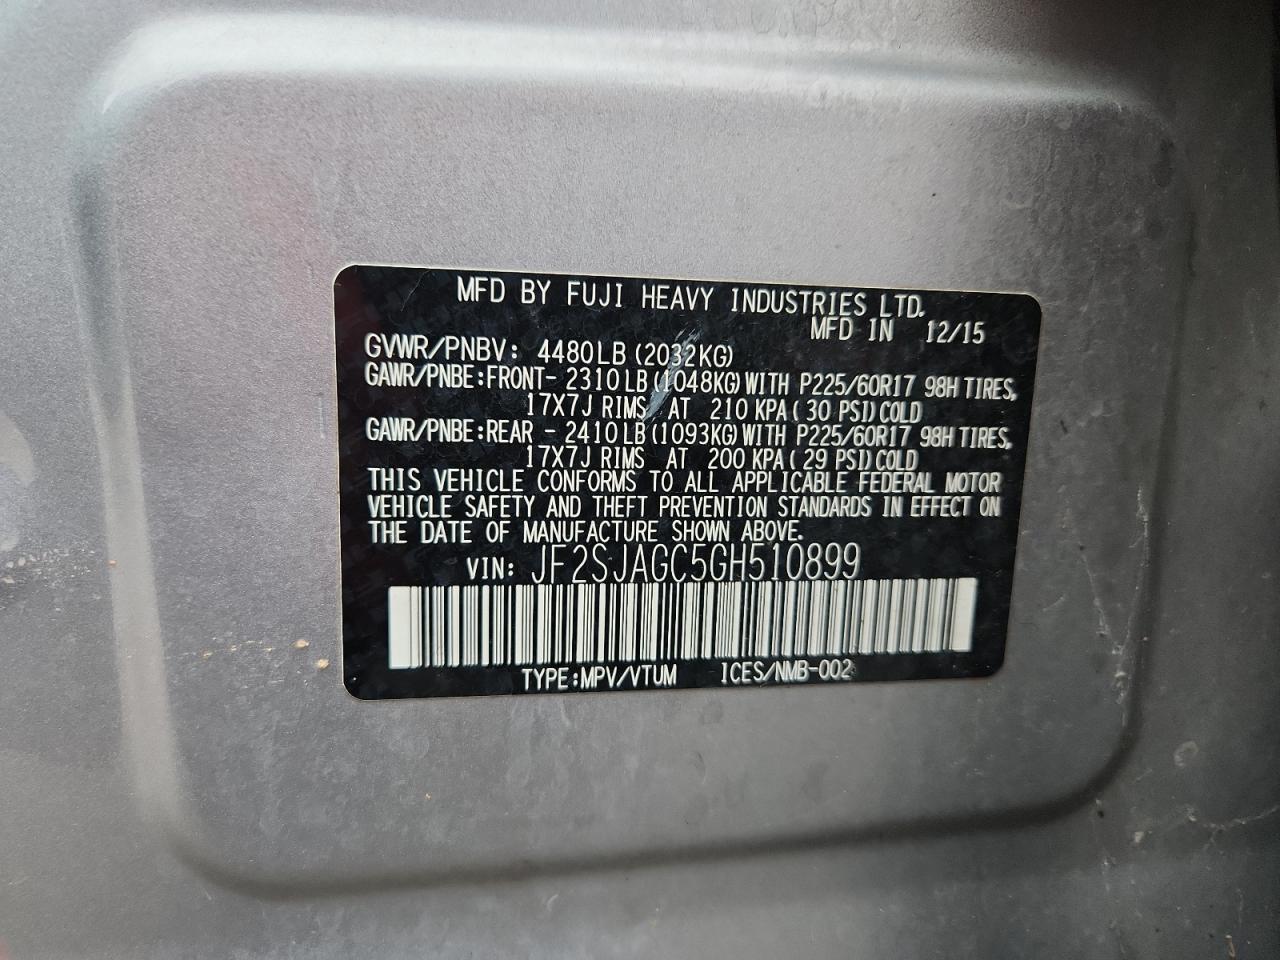 MFD BY FUJI HEAVY INDUSTRIES LTD.
MFD IN 12/15
GVWR/PNBV: 4480LB (2032KG)
GAWR/PNBE:FRONT- 2310LB (1048KG) WITH P225/60R17 98H TIRES,
17X7J RIMS AT 210 KPA ( 30 PSI) COLD
GAWR/PNBE:REAR - 2410LB (1093KG) WITH P225/60R17 98H TIRES,
17X7J RIMS AT 200 KPA ( 29 PSI) COLD
THIS VEHICLE CONFORMS TO ALL APPLICABLE FEDERAL MOTOR
VEHICLE SAFETY AND THEFT PREVENTION STANDARDS IN EFFECT ON
THE DATE OF MANUFACTURE SHOWN ABOVE.
VIN: JF2SJAGC5GH510899
TYPE:MPV/VTUM ICES/NMB-002